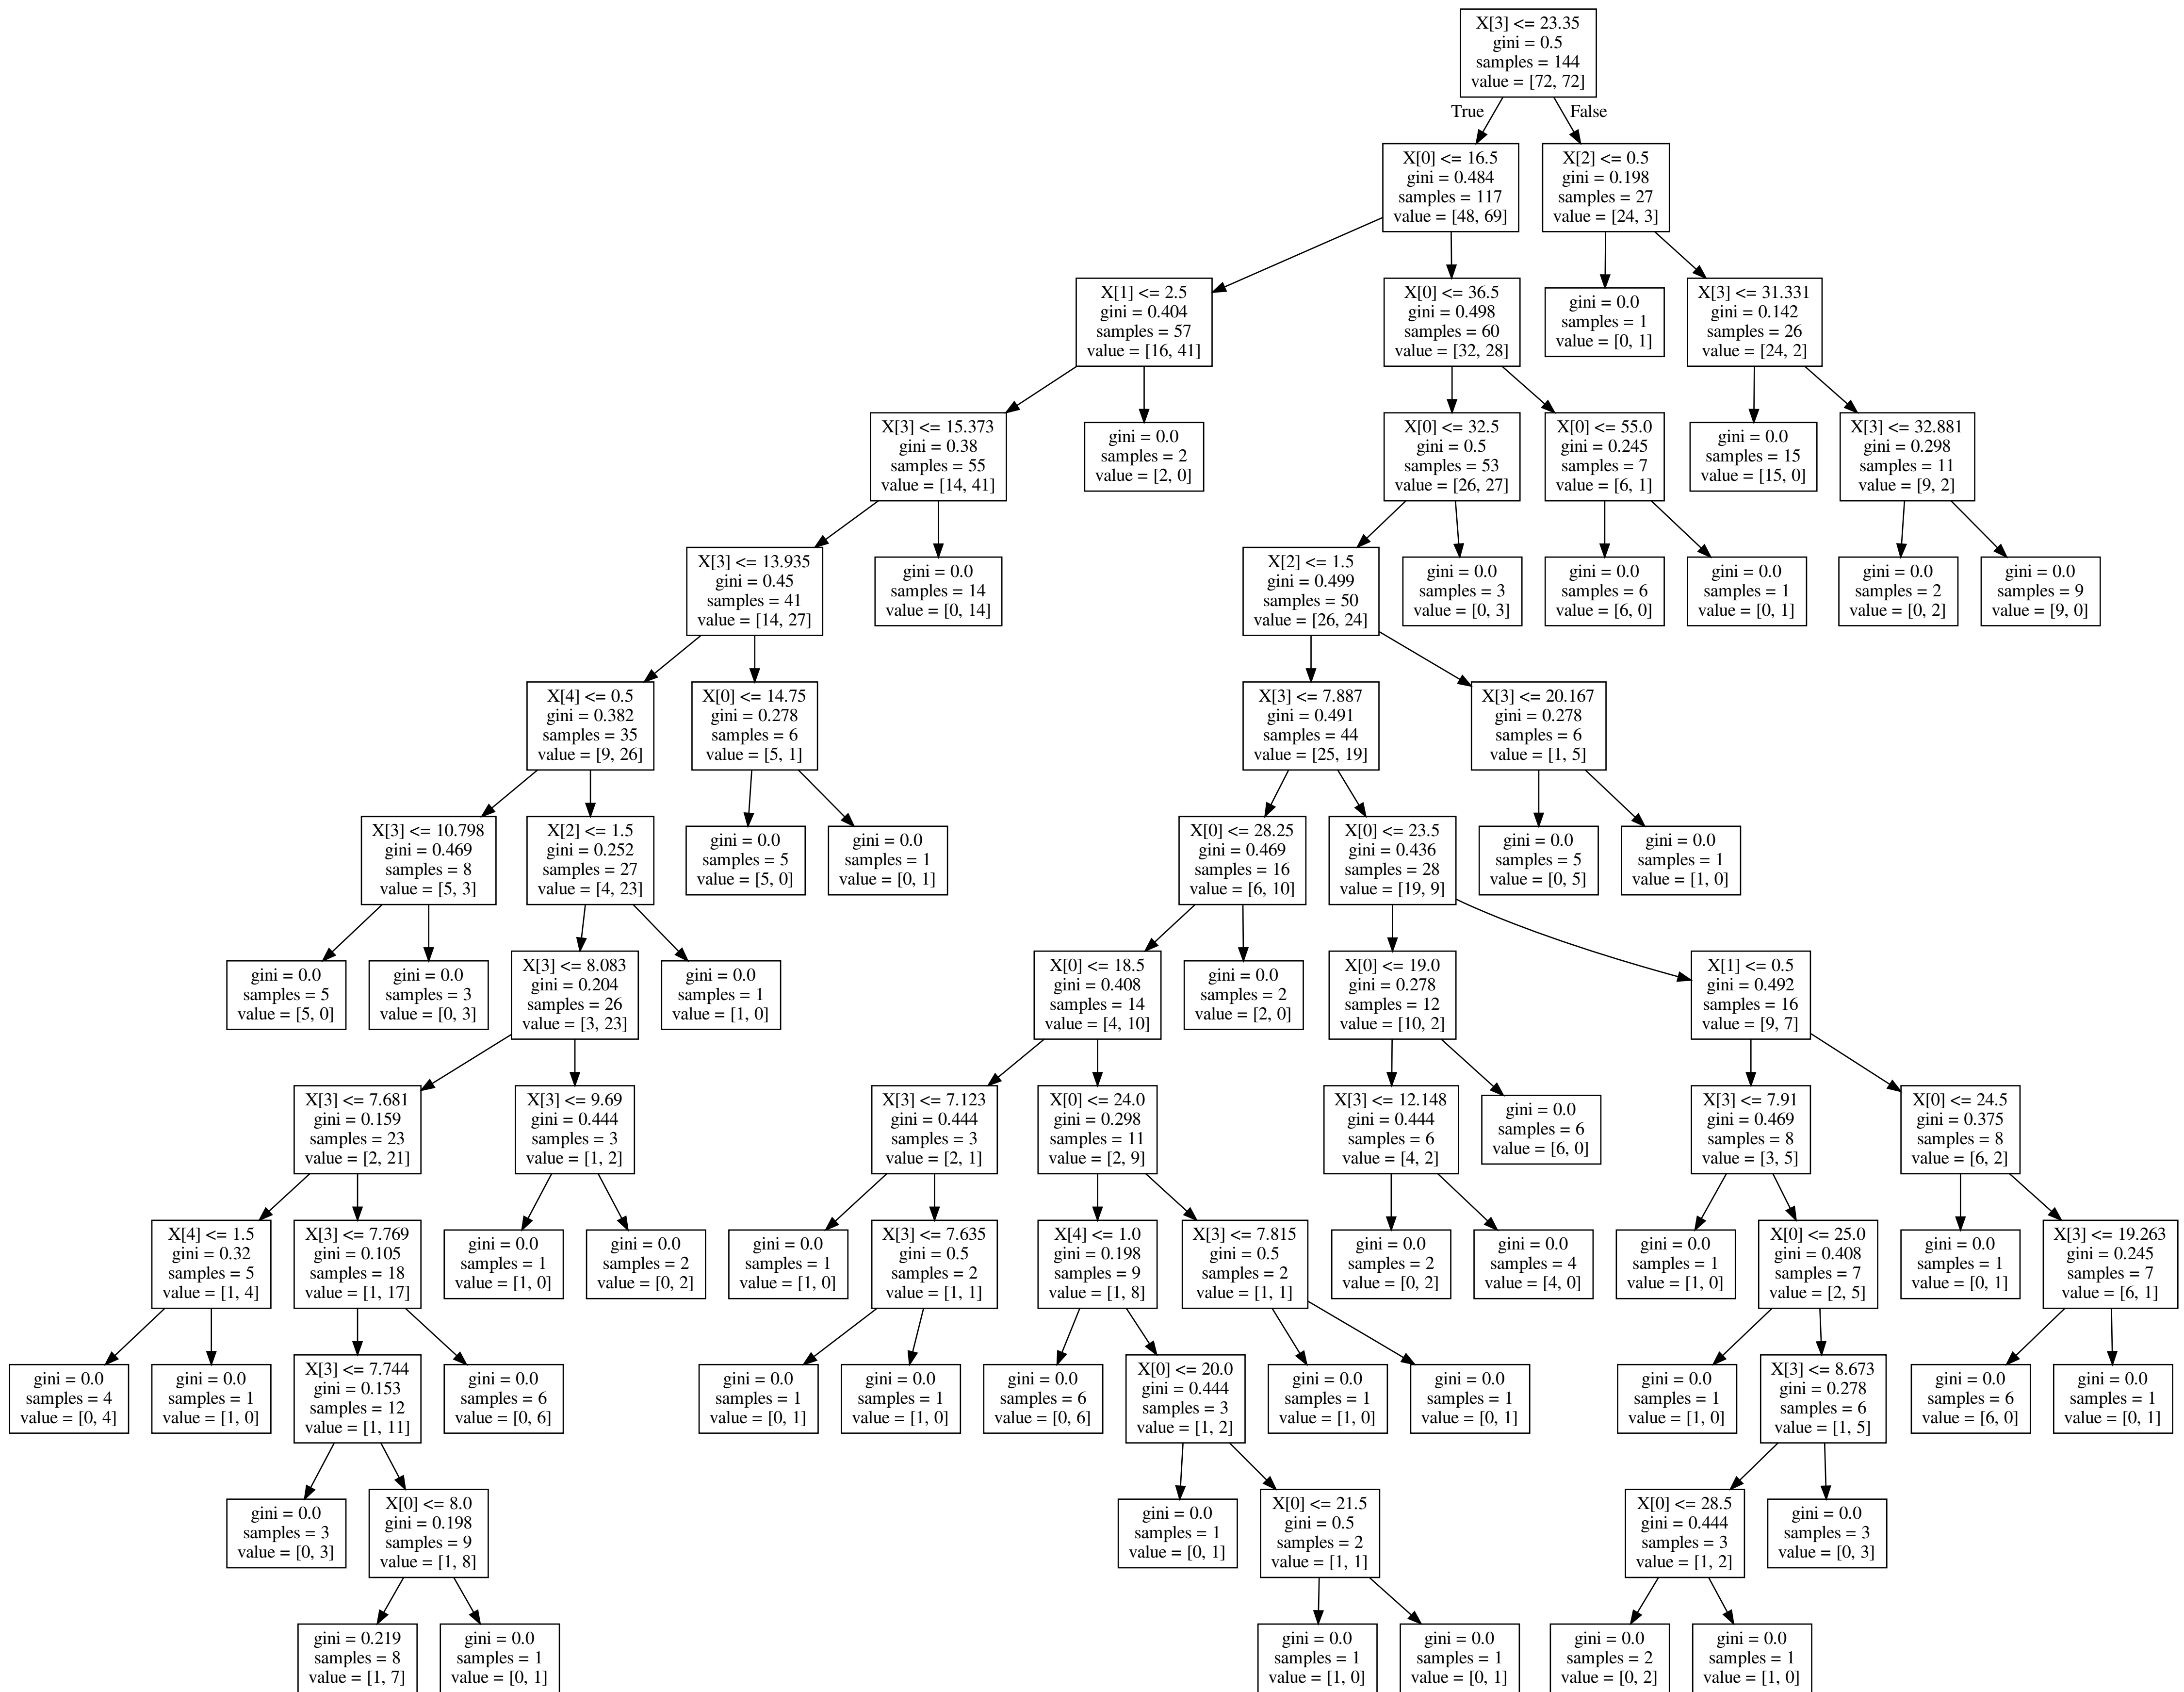 X[3] <= 23.35
gini = 0.5
samples = 144
value = [72, 72]
True
False
X[0] <= 16.5
gini = 0.484
samples = 117
value = [48, 69]
X[2] <= 0.5
gini = 0.198
samples = 27
value = [24, 3]
X[1] <= 2.5
gini = 0.404
samples = 57
value = [16, 41]
X[0] <= 36.5
gini = 0.498
samples = 60
value = [32, 28]
gini = 0.0
samples = 1
value = [0, 1]
X[3] <= 31.331
gini = 0.142
samples = 26
value = [24, 2]
X[3] <= 15.373
gini = 0.38
samples = 55
value = [14, 41]
gini = 0.0
samples = 2
value = [2, 0]
X[0] <= 32.5
gini = 0.5
samples = 53
value = [26, 27]
X[0] <= 55.0
gini = 0.245
samples = 7
value = [6, 1]
gini = 0.0
samples = 15
value = [15, 0]
X[3] <= 32.881
gini = 0.298
samples = 11
value = [9, 2]
X[3] <= 13.935
gini = 0.45
samples = 41
value = [14, 27]
gini = 0.0
samples = 14
value = [0, 14]
X[2] <= 1.5
gini = 0.499
samples = 50
value = [26, 24]
gini = 0.0
samples = 3
value = [0, 3]
gini = 0.0
samples = 6
value = [6, 0]
gini = 0.0
samples = 1
value = [0, 1]
gini = 0.0
samples = 2
value = [0, 2]
gini = 0.0
samples = 9
value = [9, 0]
X[4] <= 0.5
gini = 0.382
samples = 35
value = [9, 26]
X[0] <= 14.75
gini = 0.278
samples = 6
value = [5, 1]
X[3] <= 7.887
gini = 0.491
samples = 44
value = [25, 19]
X[3] <= 20.167
gini = 0.278
samples = 6
value = [1, 5]
X[3] <= 10.798
gini = 0.469
samples = 8
value = [5, 3]
X[2] <= 1.5
gini = 0.252
samples = 27
value = [4, 23]
gini = 0.0
samples = 5
value = [5, 0]
gini = 0.0
samples = 1
value = [0, 1]
X[0] <= 28.25
gini = 0.469
samples = 16
value = [6, 10]
X[0] <= 23.5
gini = 0.436
samples = 28
value = [19, 9]
gini = 0.0
samples = 5
value = [0, 5]
gini = 0.0
samples = 1
value = [1, 0]
gini = 0.0
samples = 5
value = [5, 0]
gini = 0.0
samples = 3
value = [0, 3]
X[3] <= 8.083
gini = 0.204
samples = 26
value = [3, 23]
gini = 0.0
samples = 1
value = [1, 0]
X[0] <= 18.5
gini = 0.408
samples = 14
value = [4, 10]
gini = 0.0
samples = 2
value = [2, 0]
X[0] <= 19.0
gini = 0.278
samples = 12
value = [10, 2]
X[1] <= 0.5
gini = 0.492
samples = 16
value = [9, 7]
X[3] <= 7.681
gini = 0.159
samples = 23
value = [2, 21]
X[3] <= 9.69
gini = 0.444
samples = 3
value = [1, 2]
X[3] <= 7.123
gini = 0.444
samples = 3
value = [2, 1]
X[0] <= 24.0
gini = 0.298
samples = 11
value = [2, 9]
X[3] <= 12.148
gini = 0.444
samples = 6
value = [4, 2]
gini = 0.0
samples = 6
value = [6, 0]
X[3] <= 7.91
gini = 0.469
samples = 8
value = [3, 5]
X[0] <= 24.5
gini = 0.375
samples = 8
value = [6, 2]
X[4] <= 1.5
gini = 0.32
samples = 5
value = [1, 4]
X[3] <= 7.769
gini = 0.105
samples = 18
value = [1, 17]
gini = 0.0
samples = 1
value = [1, 0]
gini = 0.0
samples = 2
value = [0, 2]
gini = 0.0
samples = 1
value = [1, 0]
X[3] <= 7.635
gini = 0.5
samples = 2
value = [1, 1]
X[4] <= 1.0
gini = 0.198
samples = 9
value = [1, 8]
X[3] <= 7.815
gini = 0.5
samples = 2
value = [1, 1]
gini = 0.0
samples = 2
value = [0, 2]
gini = 0.0
samples = 4
value = [4, 0]
gini = 0.0
samples = 1
value = [1, 0]
X[0] <= 25.0
gini = 0.408
samples = 7
value = [2, 5]
gini = 0.0
samples = 1
value = [0, 1]
X[3] <= 19.263
gini = 0.245
samples = 7
value = [6, 1]
gini = 0.0
samples = 4
value = [0, 4]
gini = 0.0
samples = 1
value = [1, 0]
X[3] <= 7.744
gini = 0.153
samples = 12
value = [1, 11]
gini = 0.0
samples = 6
value = [0, 6]
gini = 0.0
samples = 1
value = [0, 1]
gini = 0.0
samples = 1
value = [1, 0]
gini = 0.0
samples = 6
value = [0, 6]
X[0] <= 20.0
gini = 0.444
samples = 3
value = [1, 2]
gini = 0.0
samples = 1
value = [1, 0]
gini = 0.0
samples = 1
value = [0, 1]
gini = 0.0
samples = 1
value = [1, 0]
X[3] <= 8.673
gini = 0.278
samples = 6
value = [1, 5]
gini = 0.0
samples = 6
value = [6, 0]
gini = 0.0
samples = 1
value = [0, 1]
gini = 0.0
samples = 3
value = [0, 3]
X[0] <= 8.0
gini = 0.198
samples = 9
value = [1, 8]
gini = 0.0
samples = 1
value = [0, 1]
X[0] <= 21.5
gini = 0.5
samples = 2
value = [1, 1]
X[0] <= 28.5
gini = 0.444
samples = 3
value = [1, 2]
gini = 0.0
samples = 3
value = [0, 3]
gini = 0.219
samples = 8
value = [1, 7]
gini = 0.0
samples = 1
value = [0, 1]
gini = 0.0
samples = 1
value = [1, 0]
gini = 0.0
samples = 1
value = [0, 1]
gini = 0.0
samples = 2
value = [0, 2]
gini = 0.0
samples = 1
value = [1, 0]